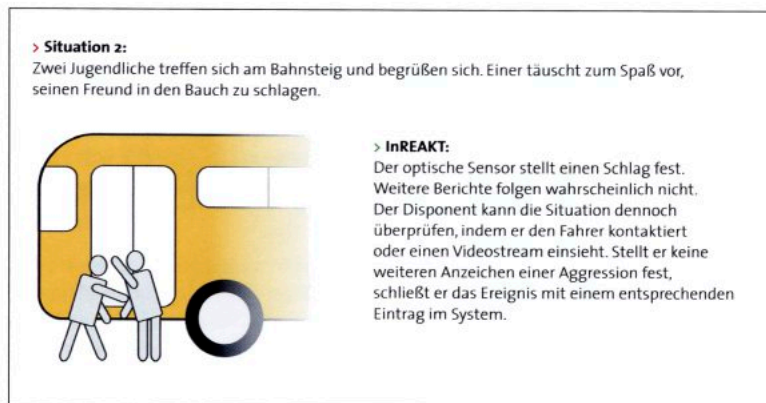 > Situation 2:
Zwei Jugendliche treffen sich am Bahnsteig und begrüßen sich. Einer täuscht zum Spaß vor,
seinen Freund in den Bauch zu schlagen.
> InREAKT:
Der optische Sensor stellt einen Schlag fest.
Weitere Berichte folgen wahrscheinlich nicht.
Der Disponent kann die Situation dennoch
überprüfen, indem er den Fahrer kontaktiert
oder einen Videostream einsieht. Stellt er keine
weiteren Anzeichen einer Aggression fest,
schließt er das Ereignis mit einem entsprechenden
Eintrag im System.